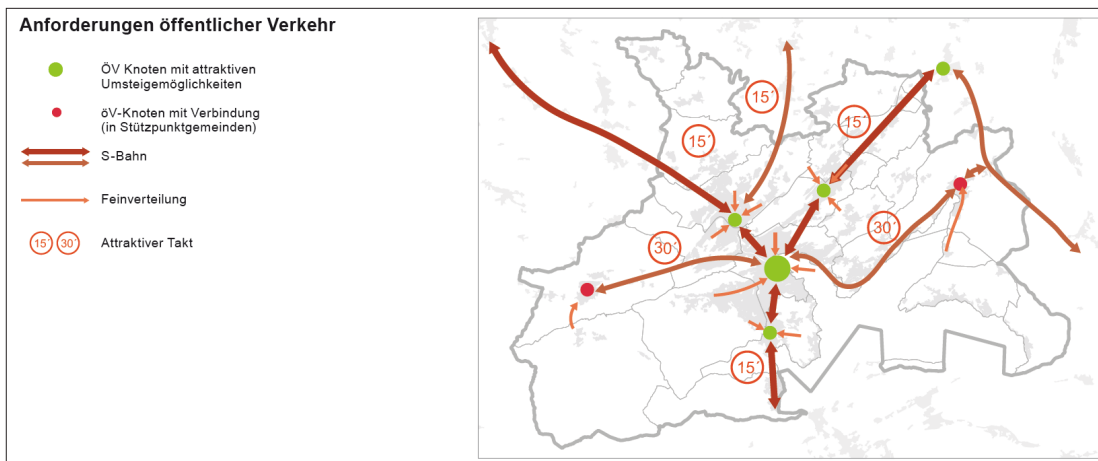 Anforderungen öffentlicher Verkehr
ÖV Knoten mit attraktiven
Umsteigemöglichkeiten
öV-Knoten mit Verbindung
(in Stützpunktgemeinden)
S-Bahn
Feinverteilung
15´ 30´ Attraktiver Takt
15´
15´
15´
30´
30´
15´